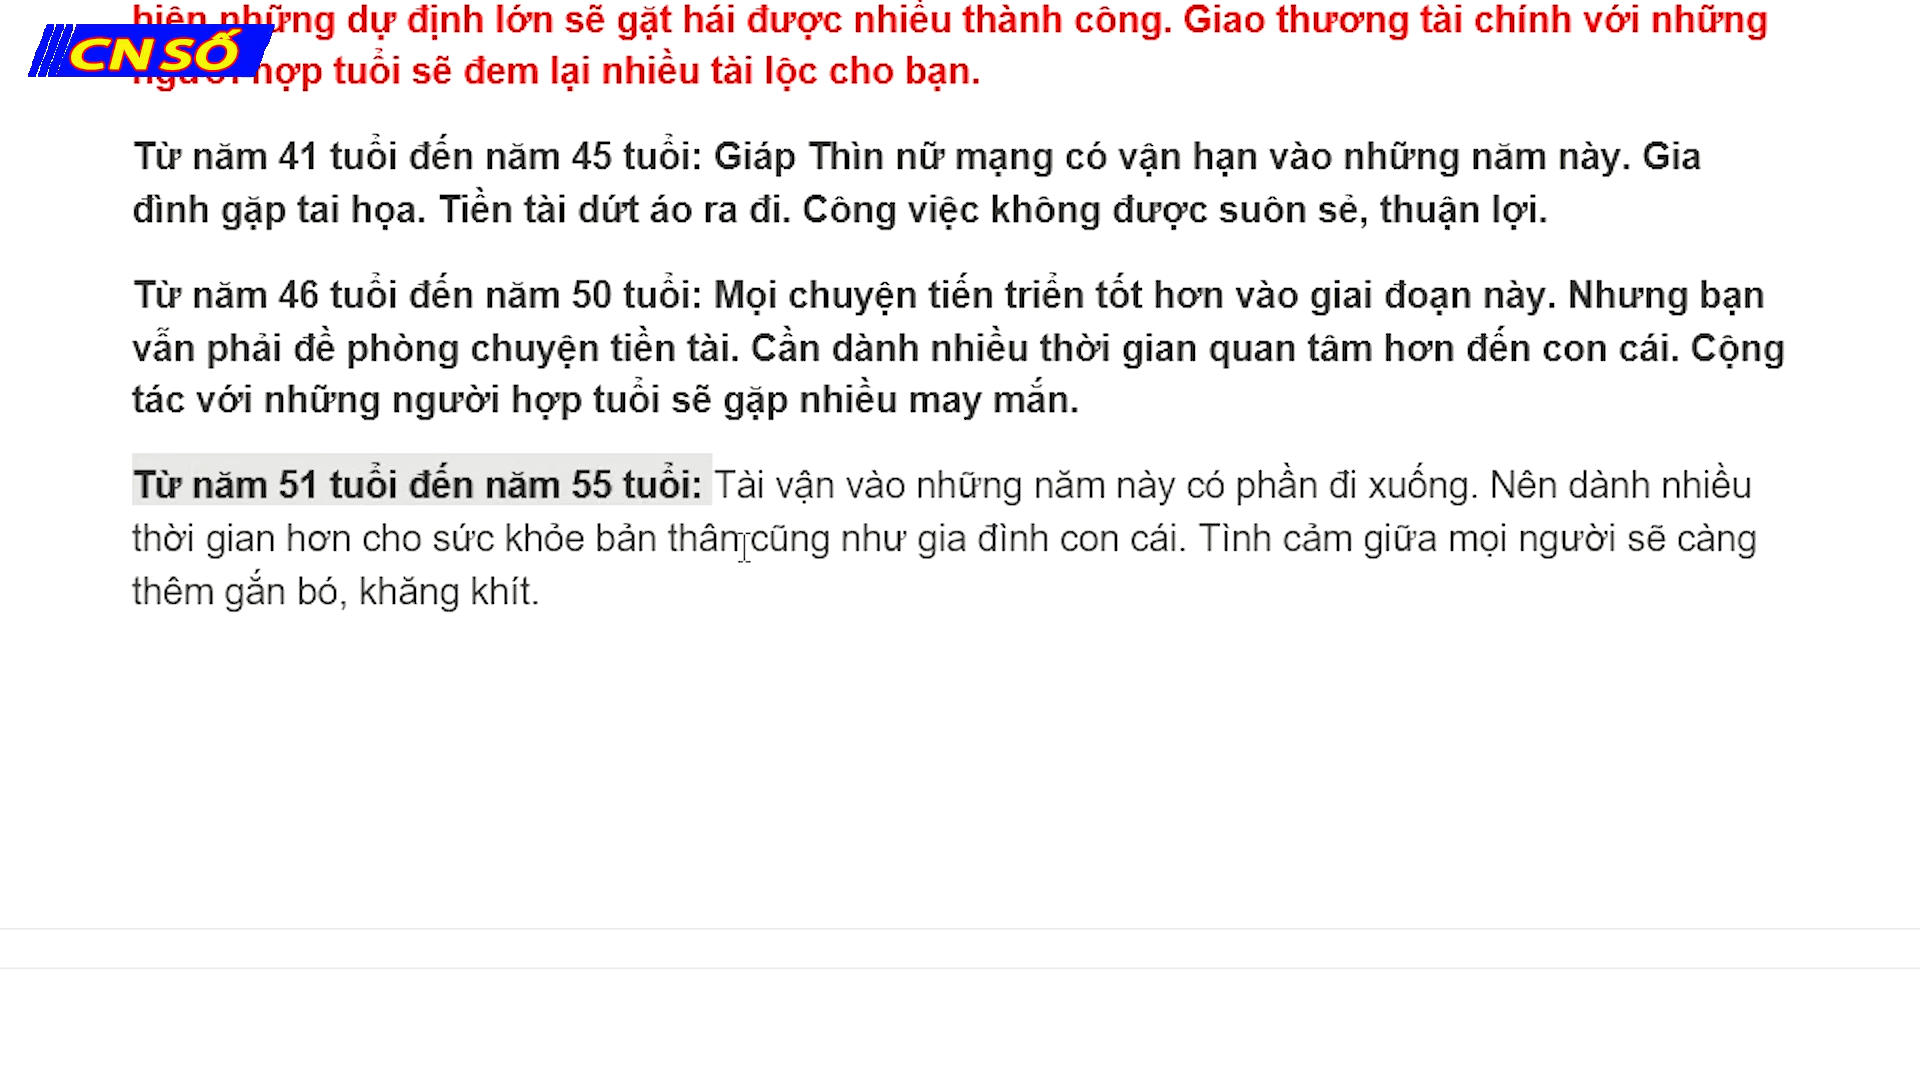 hiện những dự định lớn sẽ gặt hái được nhiều thành công. Giao thương tài chính với những
CN SỐ
người hợp tuổi sẽ đem lại nhiều tài lộc cho bạn.
Từ năm 41 tuổi đến năm 45 tuổi: Giáp Thìn nữ mạng có vận hạn vào những năm này. Gia
đình gặp tai họa. Tiền tài dứt áo ra đi. Công việc không được suôn sẻ, thuận lợi.
Từ năm 46 tuổi đến năm 50 tuổi: Mọi chuyện tiến triển tốt hơn vào giai đoạn này. Nhưng bạn
vẫn phải đề phòng chuyện tiền tài. Cần dành nhiều thời gian quan tâm hơn đến con cái. Cộng
tác với những người hợp tuổi sẽ gặp nhiều may mắn.
Từ năm 51 tuổi đến năm 55 tuổi: Tài vận vào những năm này có phần đi xuống. Nên dành nhiều
thời gian hơn cho sức khỏe bản thân cũng như gia đình con cái. Tình cảm giữa mọi người sẽ càng
thêm gắn bó, khăng khít.